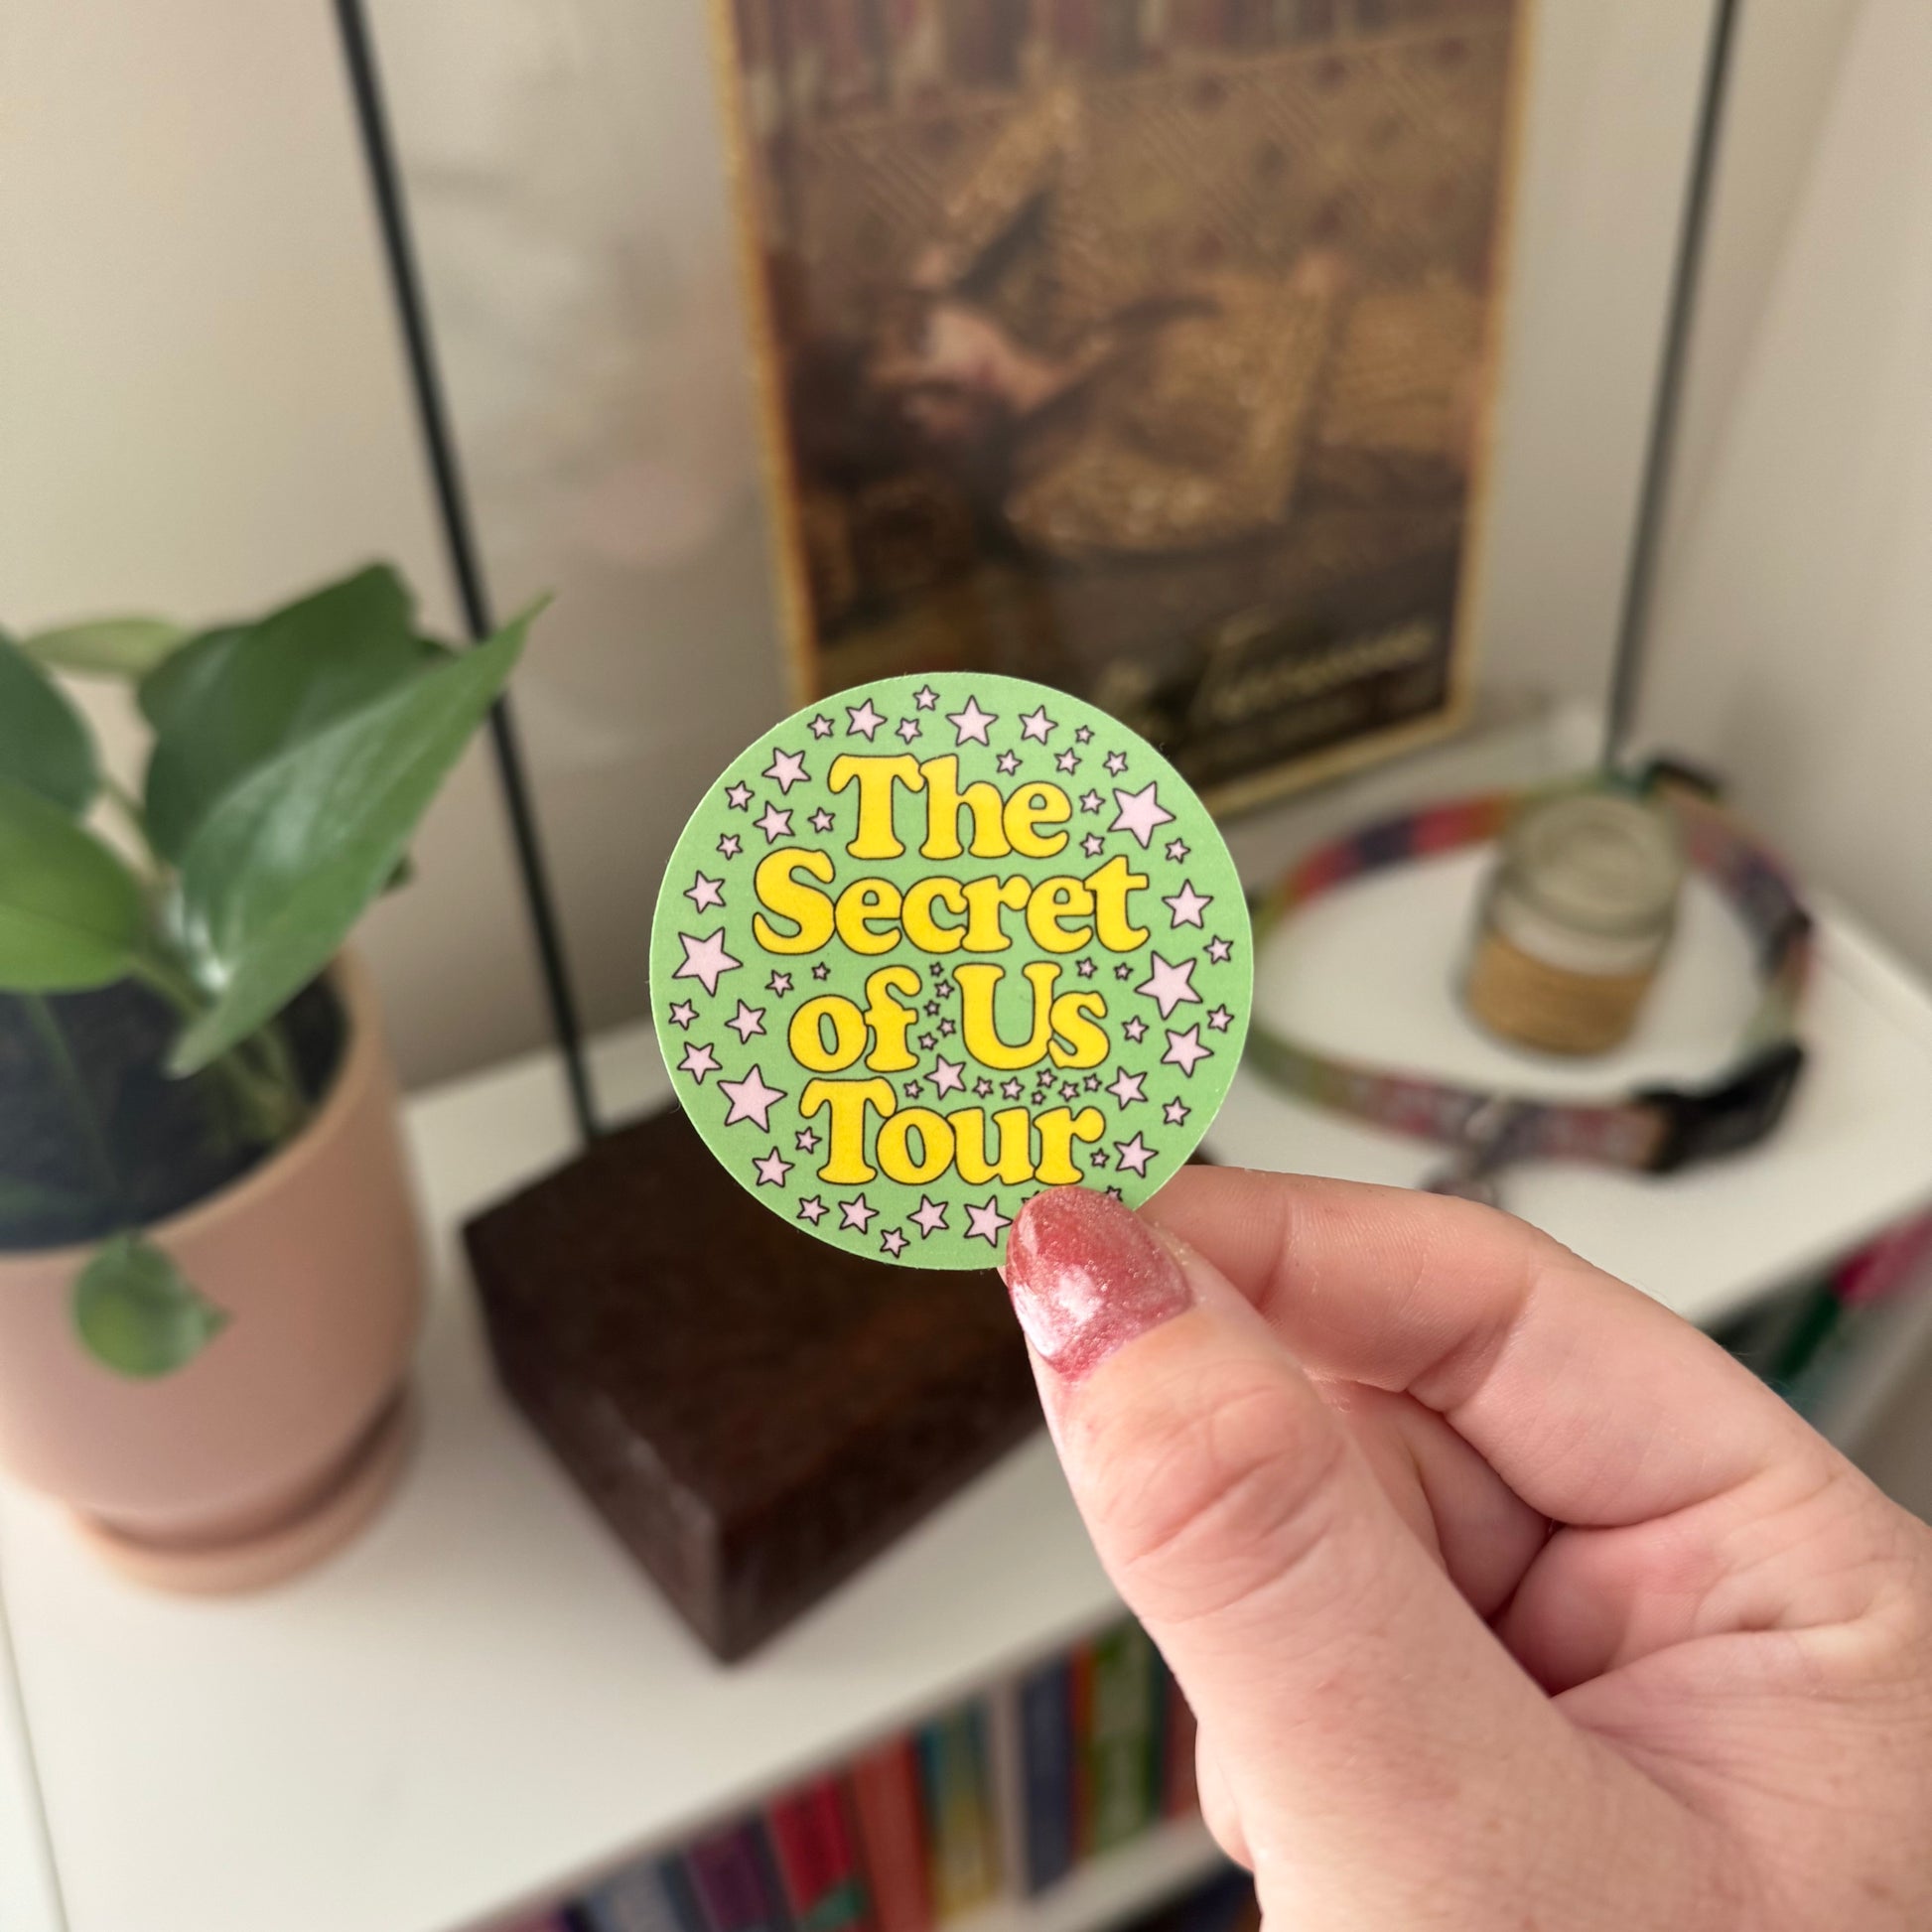 The
Secret
of Us
Tour